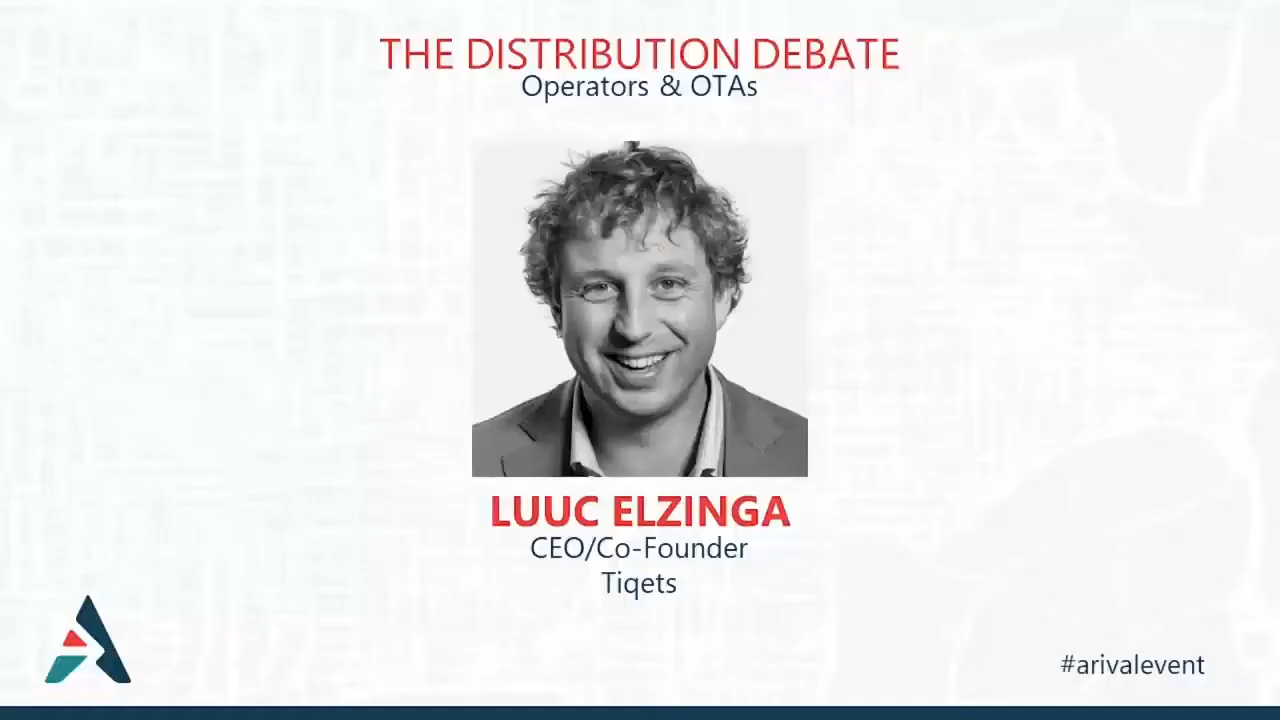 THE DISTRIBUTION DEBATE
Operators & OTAs
LUUC ELZINGA
CEO/Co-Founder
Tiqets
#arivalevent